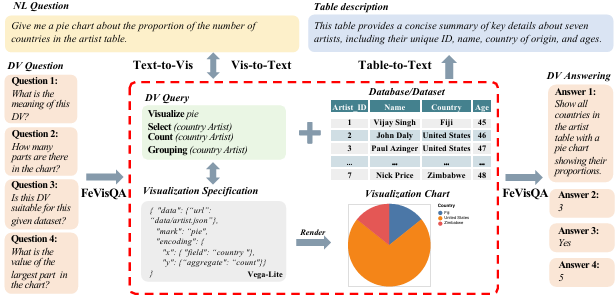 NL Question
Give me a pie chart about the proportion of the number of
countries in the artist table.
Table description
This table provides a concise summary of key details about seven
artists, including their unique ID, name, country of origin, and ages.
Text-to-Vis
Vis-to-Text
Table-to-Text
DV Question
Question 1:
What is the
meaning of this
DV?
Question 2:
How many
parts are there
in the chart?
Question 3:
Is this DV
suitable for this
given dataset?
Question 4:
What is the
value of the
largest part in
the chart?
FeVisQA
DV Query
Visualize pie
Select (country Artist)
Count (country Artist)
Grouping (country Artist)
Visualization Specification
{ "data": {"url":
"data/artist.json"},
"mark": "pie",
"encoding": {
"x": { "field": "country "},
"y": {"aggregate": "count"}}
}
Vega-Lite
Database/Dataset
Artist_ID Name Country Age
1 Vijay Singh Fiji 45
2 John Daly United States 46
3 Paul Azinger United States 47
... ... ... ...
7 Nick Price Zimbabwe 48
Render
Visualization Chart
Country
Fiji
United States
Zimbabwe
FeVisQA
DV Answering
Answer 1:
Show all
countries in
the artist
table with a
pie chart
showing their
proportions.
Answer 2:
3
Answer 3:
Yes
Answer 4:
5